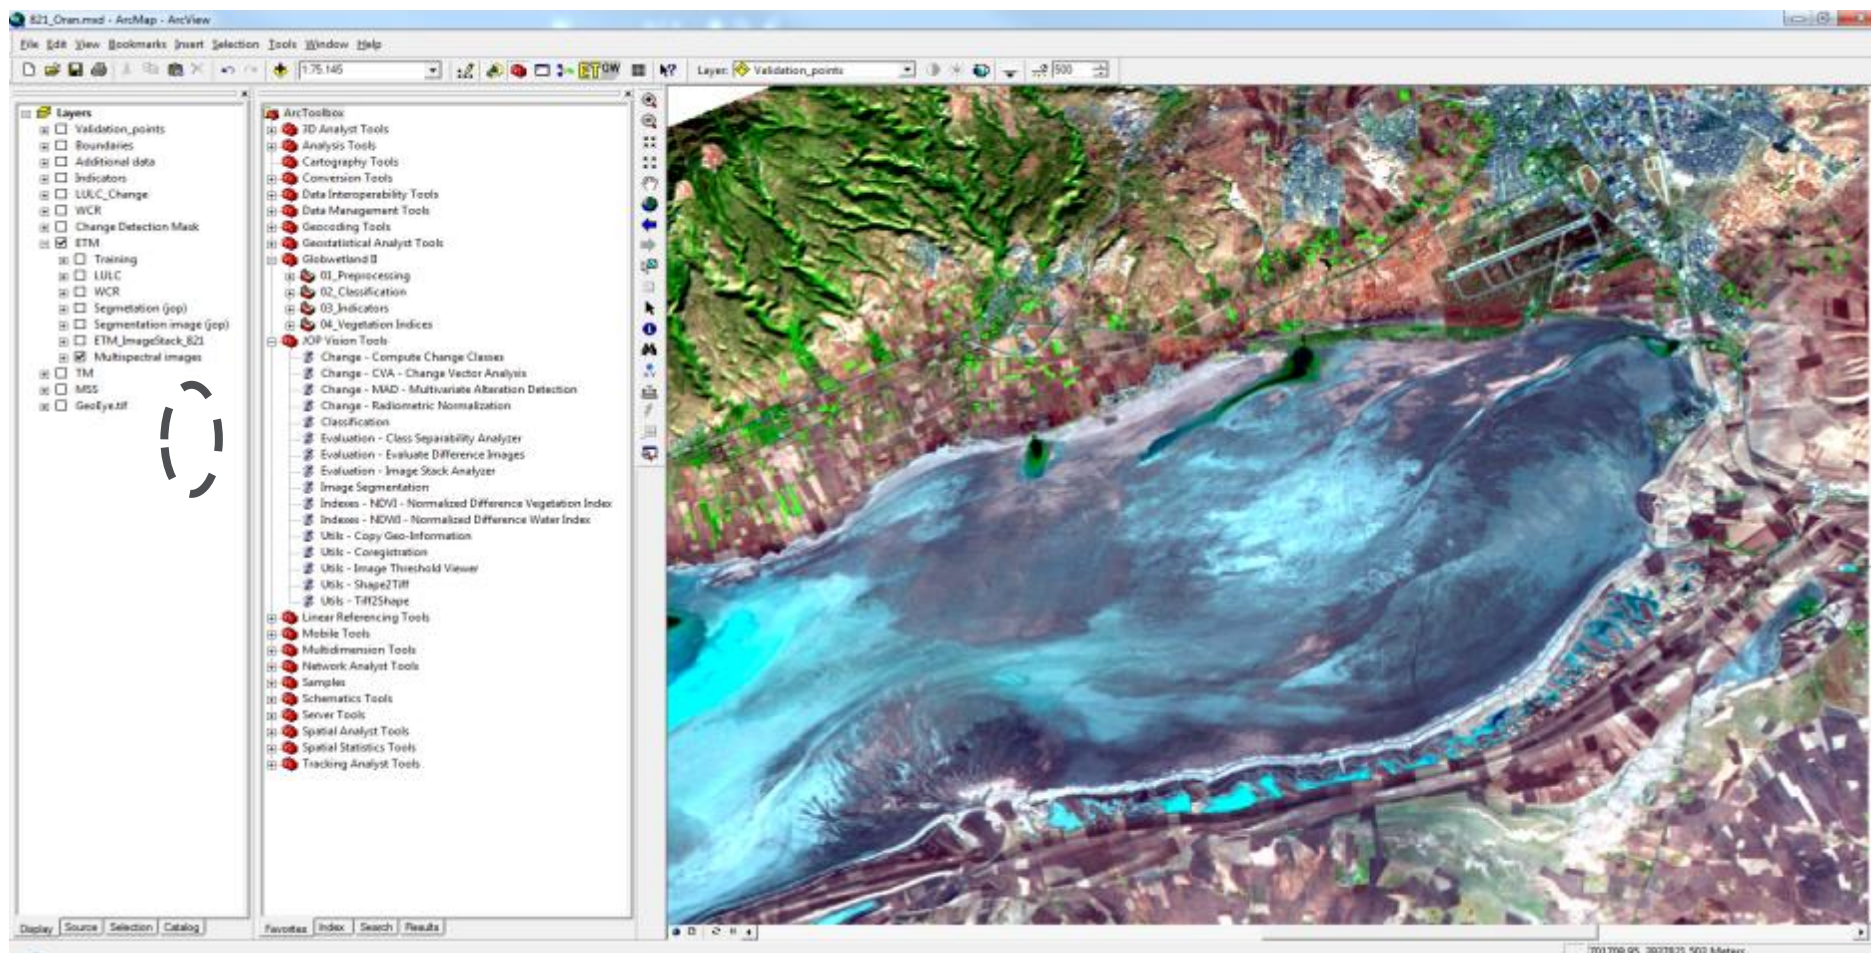 821_Oran.mxd - ArcMap - ArcView
File Edit View Bookmarks Insert Selection Tools Window Help
1:75.145
ET GW
Layer: Validation_points
500
Layers
Validation_points
Boundaries
Additional data
Indicators
LULC_Change
WCR
Change Detection Mask
ETM
Training
LULC
WCR
Segmetation (jop)
Segmentation image (jop)
ETM_ImageStack_821
Multispectral images
TM
MSS
GeoEye.tif
Display Source Selection Catalog
ArcToolbox
3D Analyst Tools
Analysis Tools
Cartography Tools
Conversion Tools
Data Interoperability Tools
Data Management Tools
Geocoding Tools
Geostatistical Analyst Tools
Globwetland II
01_Preprocessing
02_Classification
03_Indicators
04_Vegetation Indices
JOP Vision Tools
Change - Compute Change Classes
Change - CVA - Change Vector Analysis
Change - MAD - Multivariate Alteration Detection
Change - Radiometric Normalization
Classification
Evaluation - Class Separability Analyzer
Evaluation - Evaluate Difference Images
Evaluation - Image Stack Analyzer
Image Segmentation
Indexes - NDVI - Normalized Difference Vegetation Index
Indexes - NDWI - Normalized Difference Water Index
Utils - Copy Geo-Information
Utils - Coregistration
Utils - Image Threshold Viewer
Utils - Shape2Tiff
Utils - Tiff2Shape
Linear Referencing Tools
Mobile Tools
Multidimension Tools
Network Analyst Tools
Samples
Schematics Tools
Server Tools
Spatial Analyst Tools
Spatial Statistics Tools
Tracking Analyst Tools
Favorites Index Search Results